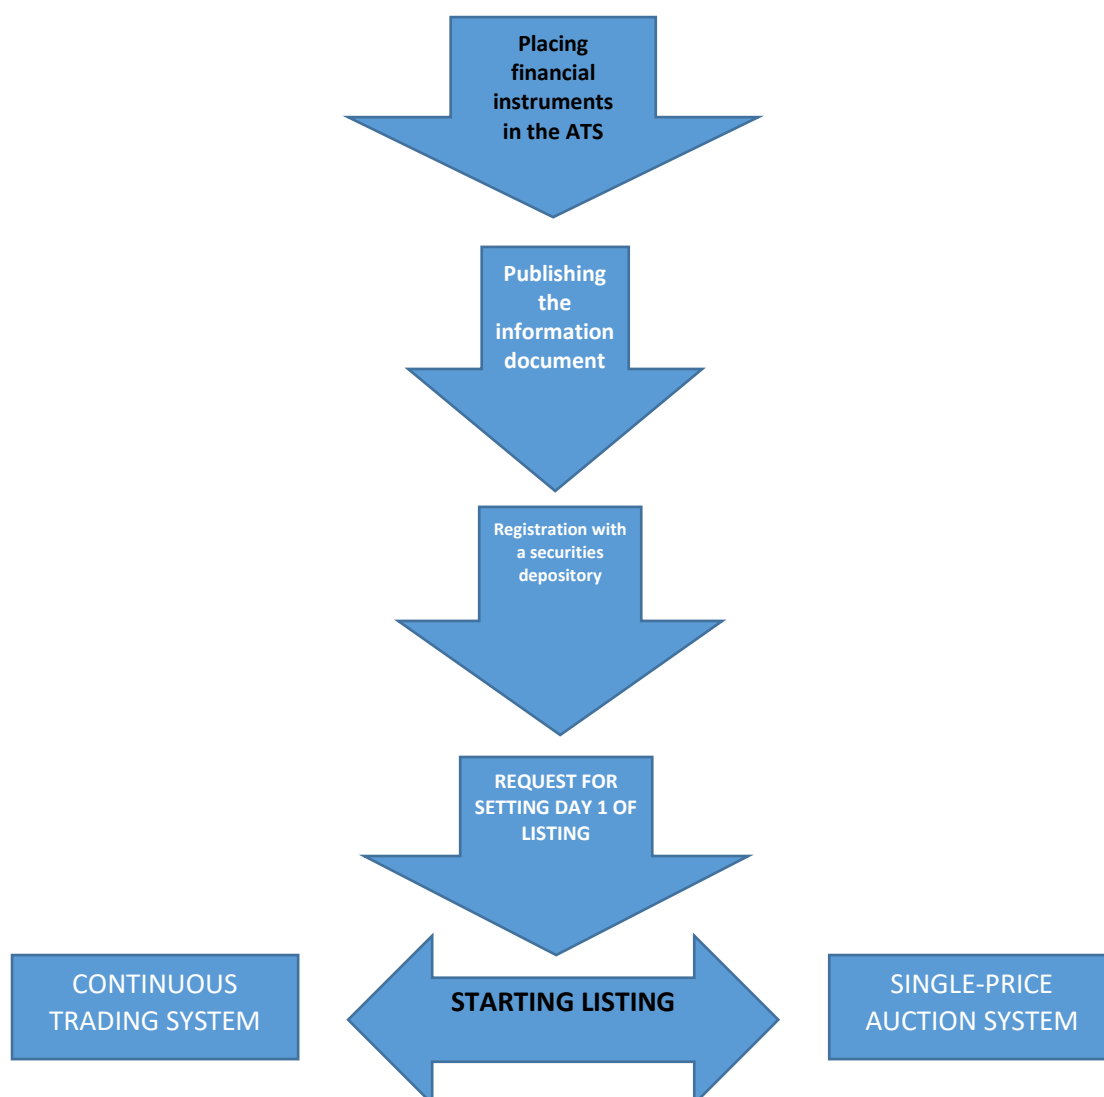 Placing
financial
instruments
in the ATS
Publishing
the
information
document
Registration with
a securities
depository
REQUEST FOR
SETTING DAY 1 OF
LISTING
CONTINUOUS
TRADING SYSTEM
STARTING LISTING
SINGLE-PRICE
AUCTION SYSTEM